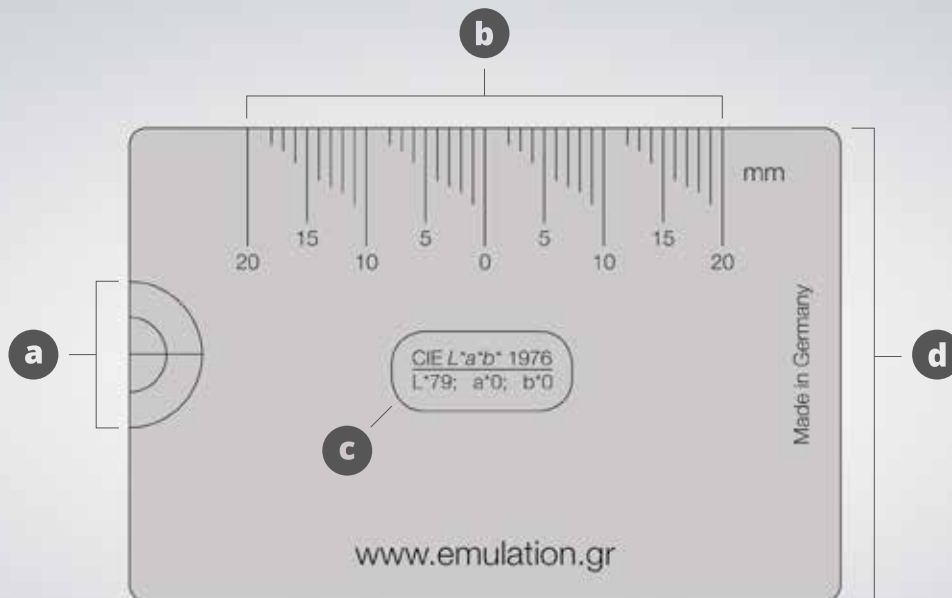 b
mm
15 5 5 15
20 10 0 10 20
a
CIE L*a*b* 1976
L*79; a*0; b*0
Made in Germany
d
c
www.emulation.gr